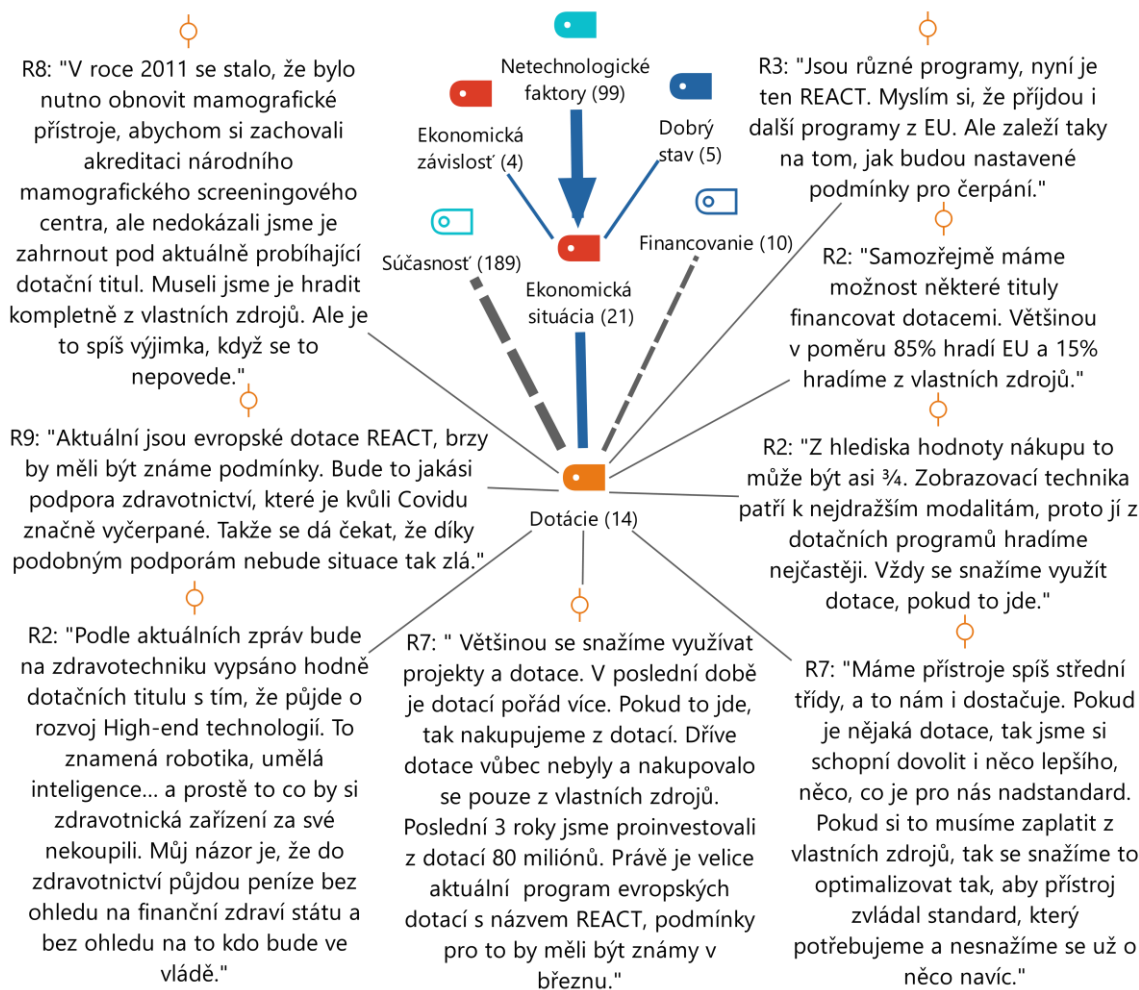 R8: "V roce 2011 se stalo, že bylo
nutno obnovit mamografické
přístroje, abychom si zachovali
akreditaci národního
mamografického screeningového
centra, ale nedokázali jsme je
zahrnout pod aktuálně probíhající
dotační titul. Museli jsme je hradit
kompletně z vlastních zdrojů. Ale je
to spíš výjimka, když se to
nepovede."
Netechnologické
faktory (99)
Ekonomická
závislosť (4)
Dobrý
stav (5)
Súčasnosť (189)
Financovanie (10)
Ekonomická
situácia (21)
Dotácie (14)
R3: "Jsou různé programy, nyní je
ten REACT. Myslím si, že příjdou i
další programy z EU. Ale zaleží taky
na tom, jak budou nastavené
podmínky pro čerpání."
R2: "Samozřejmě máme
možnost některé tituly
financovat dotacemi. Většinou
v poměru 85% hradí EU a 15%
hradíme z vlastních zdrojů."
R9: "Aktuální jsou evropské dotace REACT, brzy
by měli být známe podmínky. Bude to jakási
podpora zdravotnictví, které je kvůli Covidu
značně vyčerpané. Takže se dá čekat, že díky
podobným podporám nebude situace tak zlá."
R2: "Z hlediska hodnoty nákupu to
může být asi ¾. Zobrazovací technika
patří k nejdražším modalitám, proto jí z
dotačních programů hradíme
nejčastěji. Vždy se snažíme využít
dotace, pokud to jde."
R2: "Podle aktuálních zpráv bude
na zdravotechniku vypsáno hodně
dotačních titulu s tím, že půjde o
rozvoj High-end technologií. To
znamená robotika, umělá
inteligence... a prostě to co by si
zdravotnická zařízení za své
nekoupili. Můj názor je, že do
zdravotnictví půjdou peníze bez
ohledu na finanční zdraví státu a
bez ohledu na to kdo bude ve
vládě."
R7: " Většinou se snažíme využívat
projekty a dotace. V poslední době
je dotací pořád více. Pokud to jde,
tak nakupujeme z dotací. Dříve
dotace vůbec nebyly a nakupovalo
se pouze z vlastních zdrojů.
Poslední 3 roky jsme proinvestovali
z dotací 80 miliónů. Právě je velice
aktuální program evropských
dotací s názvem REACT, podmínky
pro to by měli být známy v
březnu."
R7: "Máme přístroje spíš střední
třídy, a to nám i dostačuje. Pokud
je nějaká dotace, tak jsme si
schopní dovolit i něco lepšího,
něco, co je pro nás nadstandard.
Pokud si to musíme zaplatit z
vlastních zdrojů, tak se snažíme to
optimalizovat tak, aby přístroj
zvládal standard, který
potřebujeme a nesnažíme se už o
něco navíc."